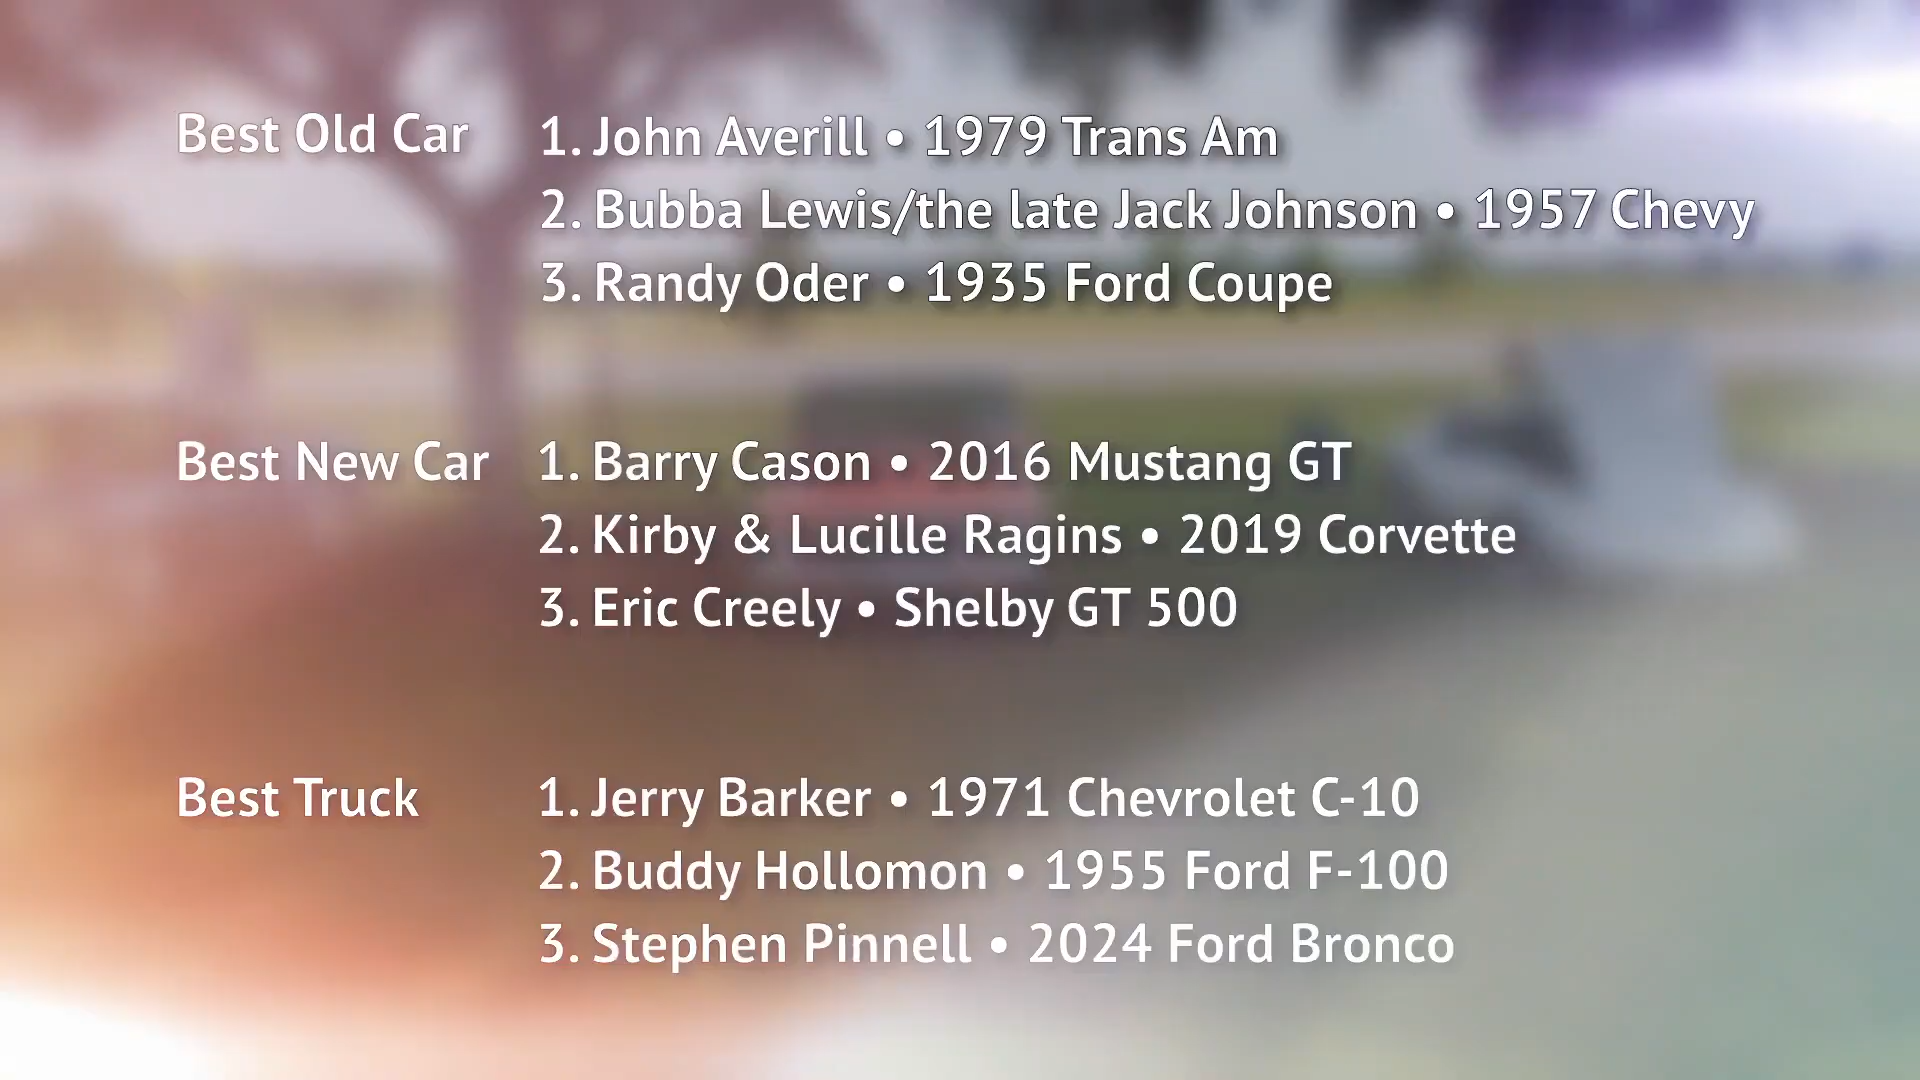 Best Old Car 1. John Averill • 1979 Trans Am
2. Bubba Lewis/the late Jack Johnson • 1957 Chevy
3. Randy Oder • 1935 Ford Coupe
Best New Car 1. Barry Cason • 2016 Mustang GT
2. Kirby & Lucille Ragins • 2019 Corvette
3. Eric Creely • Shelby GT 500
Best Truck 1. Jerry Barker • 1971 Chevrolet C-10
2. Buddy Hollomon • 1955 Ford F-100
3. Stephen Pinnell • 2024 Ford Bronco